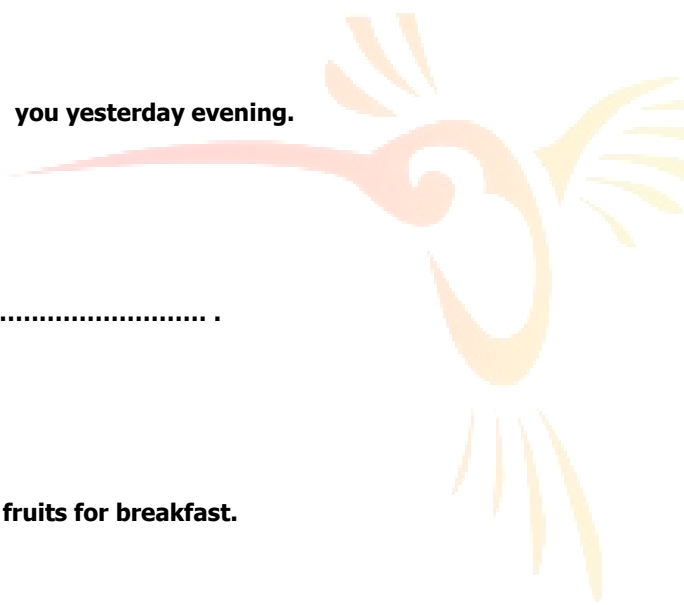 you yesterday evening.
.......................... .
fruits for breakfast.